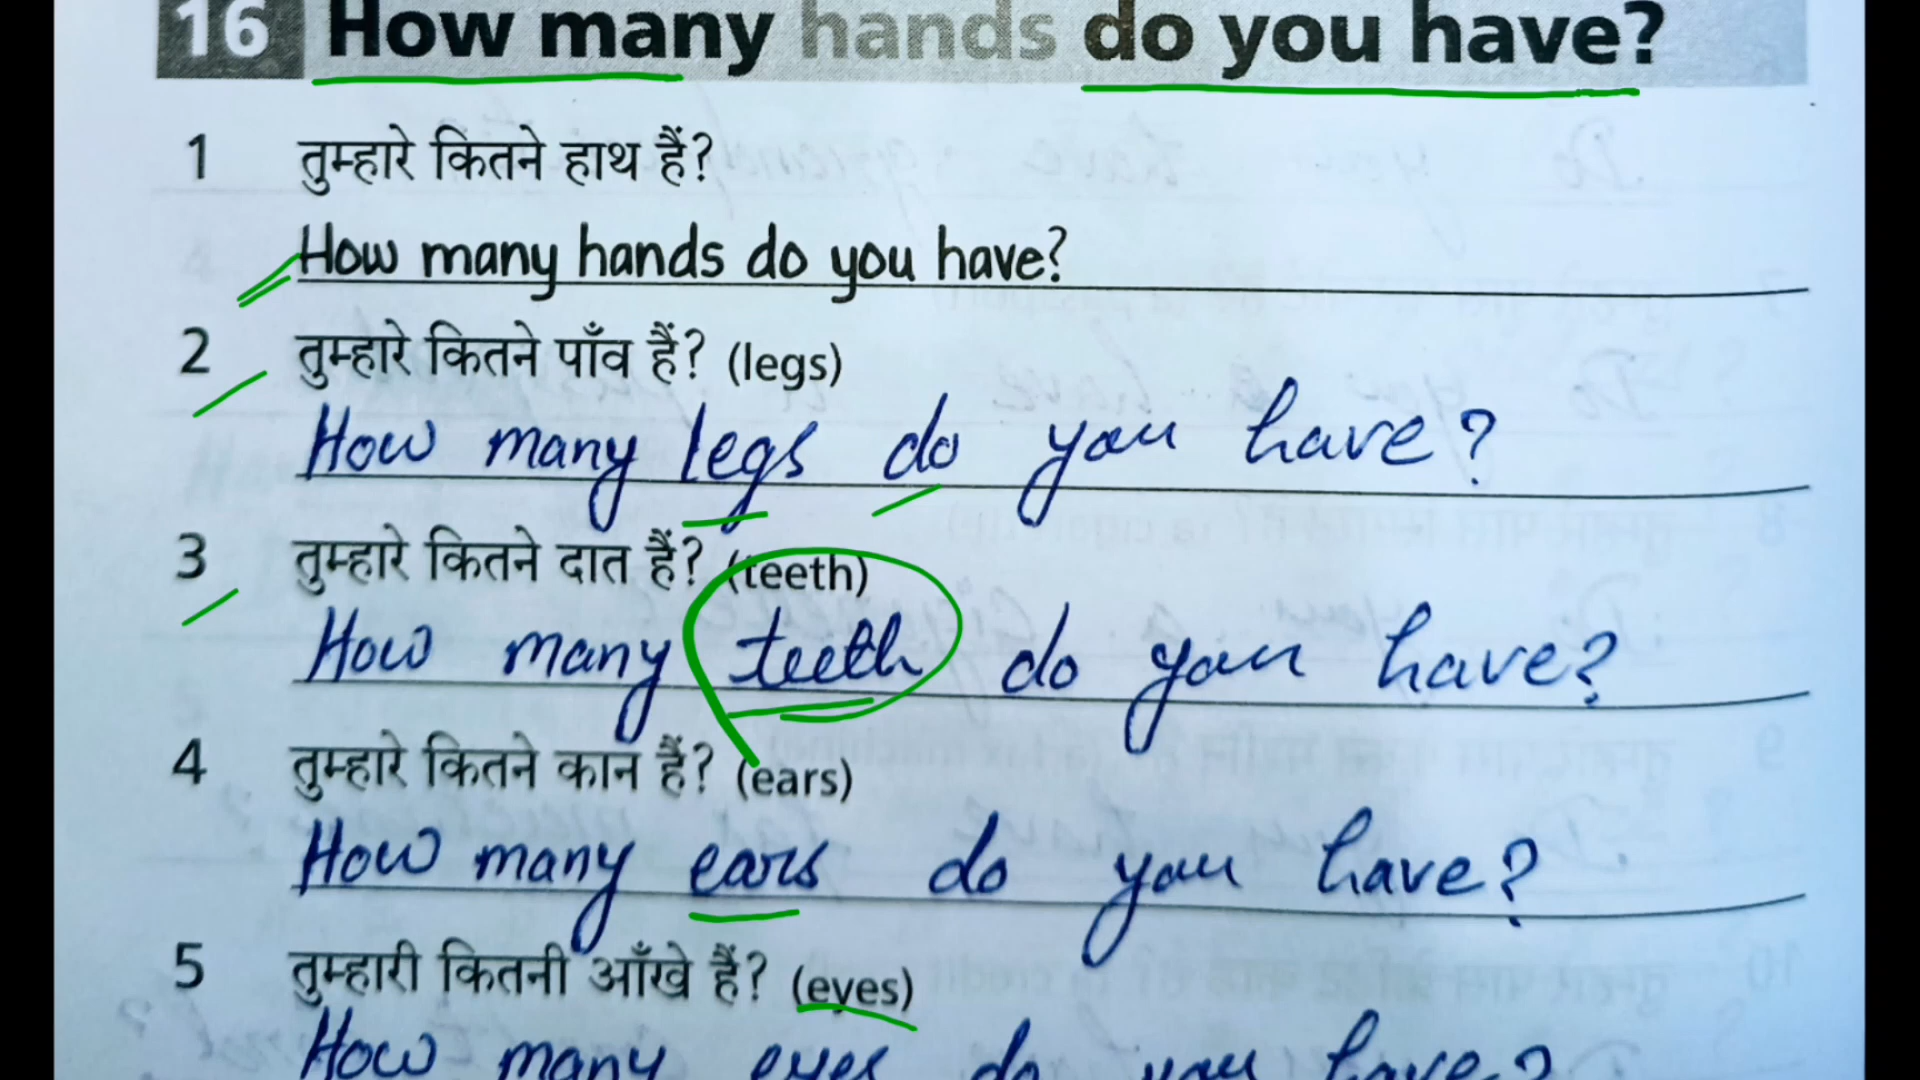 16 How many hands do you have?
1 तुम्हारे कितने हाथ हैं?
How many hands do you have?
2 तुम्हारे कितने पाँव हैं? (legs)
How many legs do you have?
3 तुम्हारे कितने दात हैं? (teeth)
How many teeth do you have?
4 तुम्हारे कितने कान हैं? (ears)
How many ears do you have?
5 तुम्हारी कितनी आँखे हैं? (eyes)
How many eyes do you have?